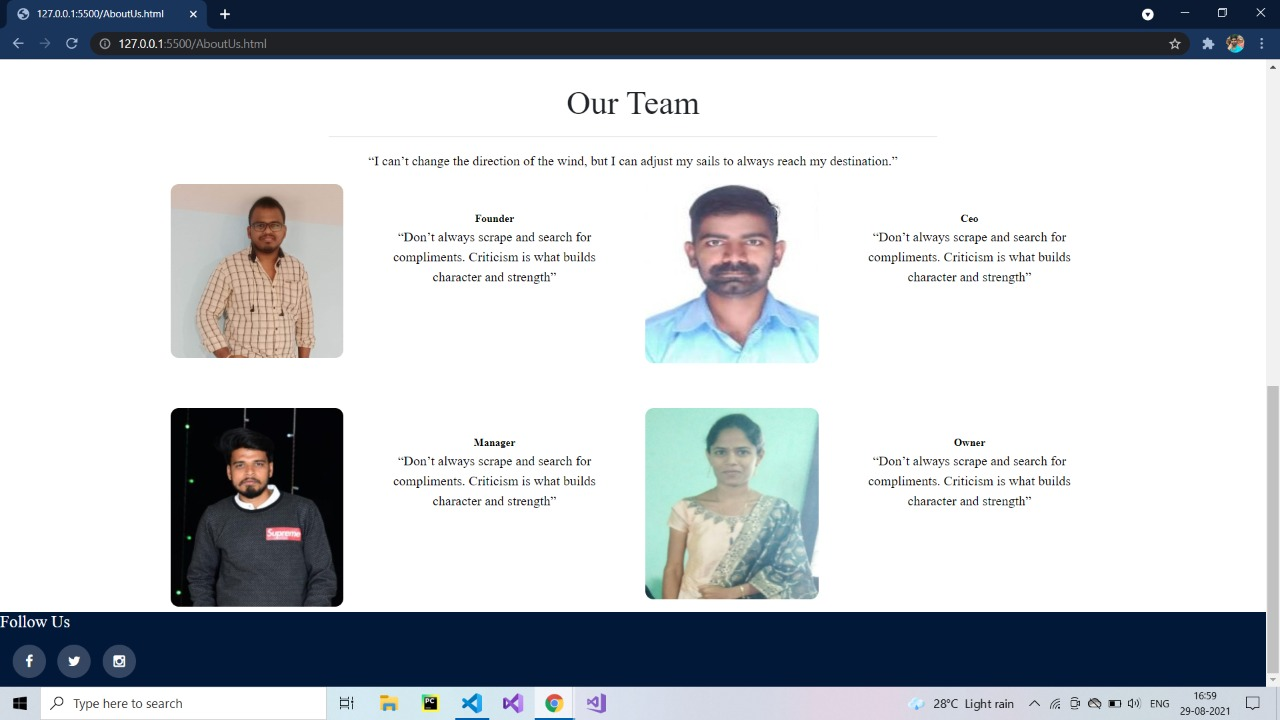 127.0.0.1:5500/AboutUs.html
127.0.0.1:5500/AboutUs.html
Our Team
“I can’t change the direction of the wind, but I can adjust my sails to always reach my destination.”
Founder
“Don’t always scrape and search for
compliments. Criticism is what builds
character and strength”
Ceo
“Don’t always scrape and search for
compliments. Criticism is what builds
character and strength”
Supreme
Manager
“Don’t always scrape and search for
compliments. Criticism is what builds
character and strength”
Owner
“Don’t always scrape and search for
compliments. Criticism is what builds
character and strength”
Follow Us
Type here to search
PC
28°C Light rain
ENG
16:59
29-08-2021